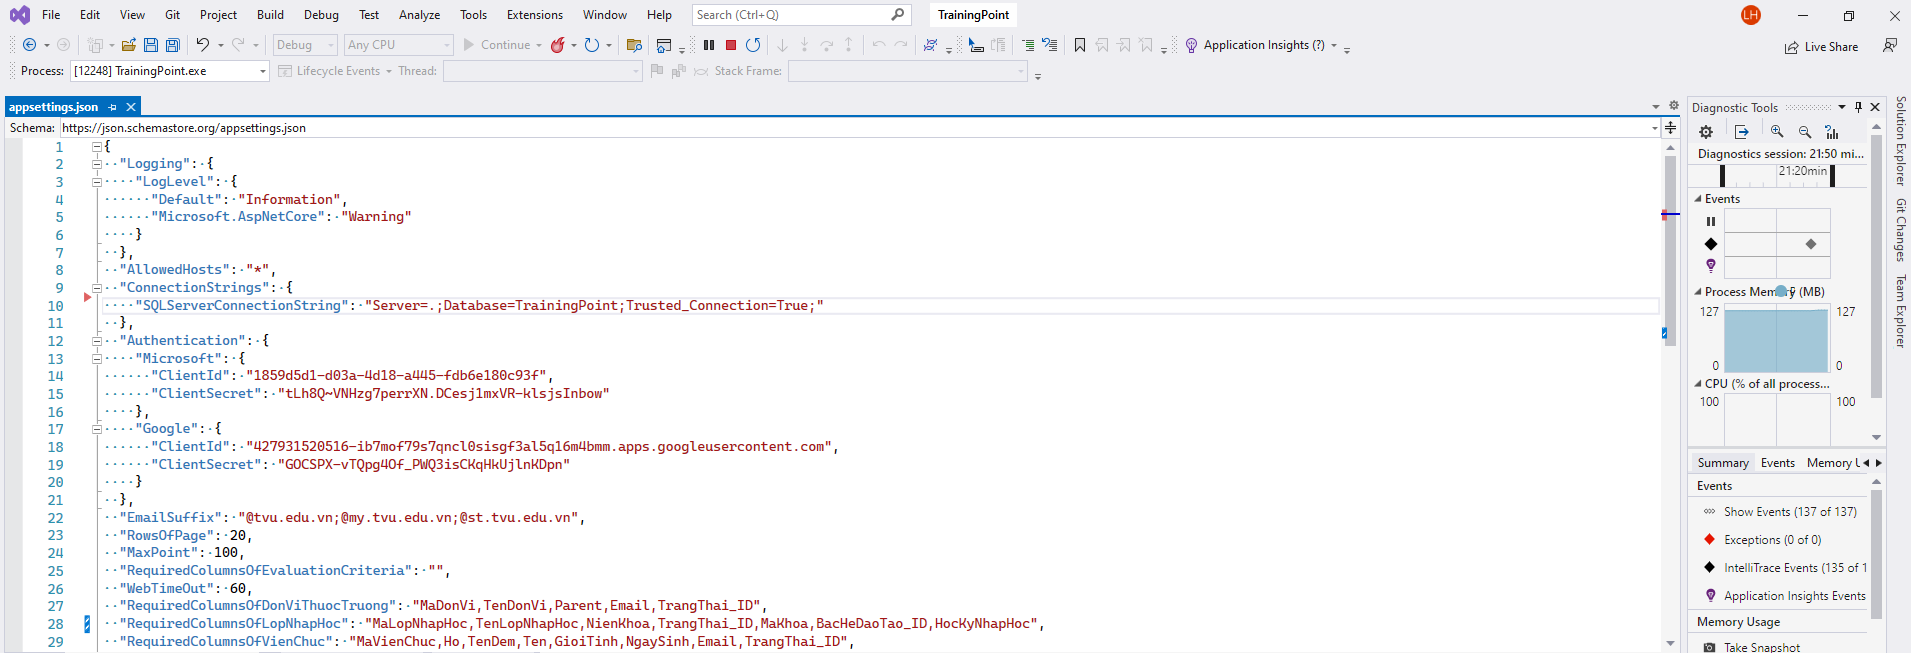 File Edit View Git Project Build Debug Test Analyze Tools Extensions Window Help Search (Ctrl+Q) TrainingPoint LH
Debug Any CPU Continue Application Insights (?) Live Share
Process: [12248] TrainingPoint.exe Lifecycle Events Thread: Stack Frame:
appsettings.json
Schema: https://json.schemastore.org/appsettings.json
1 {
2 "Logging": {
3 "LogLevel": {
4 "Default": "Information",
5 "Microsoft.AspNetCore": "Warning"
6 }
7 },
8 "AllowedHosts": "*",
9 "ConnectionStrings": {
10 "SQLServerConnectionString": "Server=.;Database=TrainingPoint;Trusted_Connection=True;"
11 },
12 "Authentication": {
13 "Microsoft": {
14 "ClientId": "1859d5d1-d03a-4d18-a445-fdb6e180c93f",
15 "ClientSecret": "tLh8Q~VNHzg7perrXN.DCesj1mxVR-klsjsInbow"
16 },
17 "Google": {
18 "ClientId": "427931520516-ib7mof79s7qncl0sisgf3al5q16m4bmm.apps.googleusercontent.com",
19 "ClientSecret": "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"
20 }
21 },
22 "EmailSuffix": "@tvu.edu.vn;@my.tvu.edu.vn;@st.tvu.edu.vn",
23 "RowsOfPage": 20,
24 "MaxPoint": 100,
25 "RequiredColumnsOfEvaluationCriteria": "",
26 "WebTimeOut": 60,
27 "RequiredColumnsOfDonViThuocTruong": "MaDonVi,TenDonVi,Parent,Email,TrangThai_ID",
28 "RequiredColumnsOfLopNhapHoc": "MaLopNhapHoc,TenLopNhapHoc,NienKhoa,TrangThai_ID,MaKhoa,BacHeDaoTao_ID,HocKyNhapHoc",
29 "RequiredColumnsOfVienChuc": "MaVienChuc,Ho,TenDem,Ten,GioiTinh,NgaySinh,Email,TrangThai_ID",
Diagnostic Tools
Diagnostics session: 21:50 mi...
21:20min
Events
Process Memory (MB)
127 127
0 0
CPU (% of all process...
100 100
Summary Events Memory U
Events
Show Events (137 of 137)
Exceptions (0 of 0)
IntelliTrace Events (135 of 1
Application Insights Events
Memory Usage
Take Snapshot
Solution Explorer
Git Changes
Team Explorer